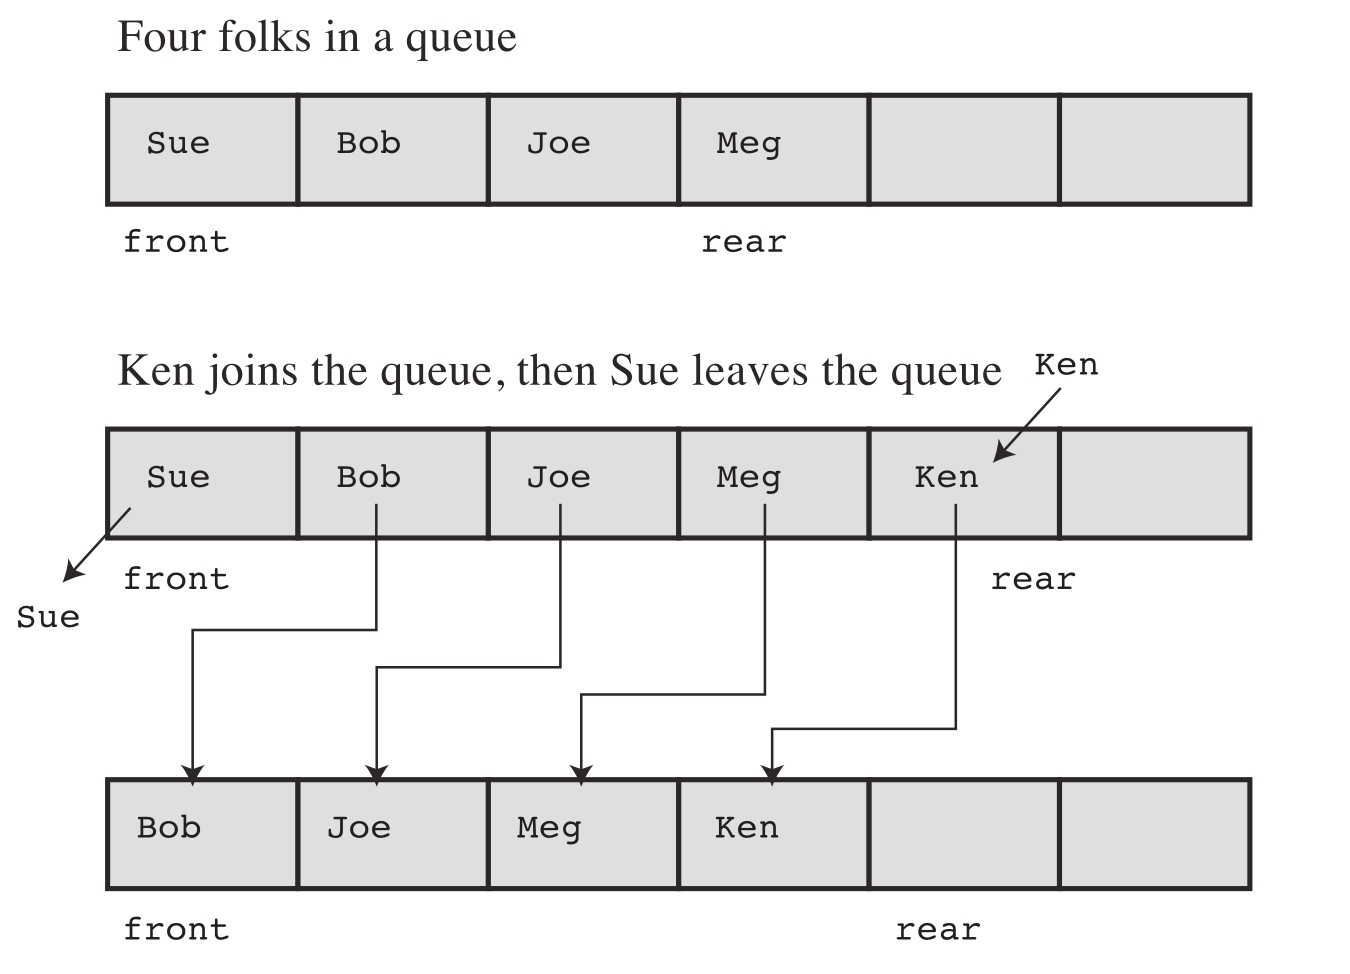 Four folks in a queue
Sue Bob Joe Meg
front rear
Ken joins the queue, then Sue leaves the queue Ken
Sue Bob Joe Meg Ken
front rear
Sue
Bob Joe Meg Ken
front rear